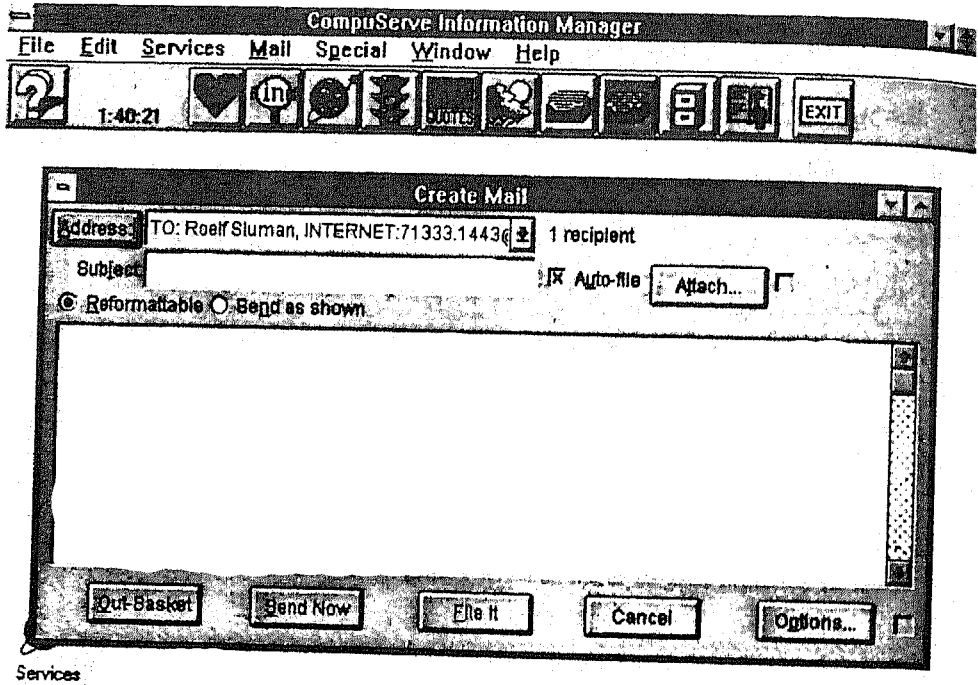 CompuServe Information Manager
File Edit Services Mail Special Window Help
1:40:21 in QUOTES EXIT
Create Mail
Address: TO: Roelf Sluman, INTERNET:71333.1443@ 1 recipient
Subject Auto-file Attach...
Reformattable Send as shown
Out-Basket Send Now File It Cancel Options...
Services